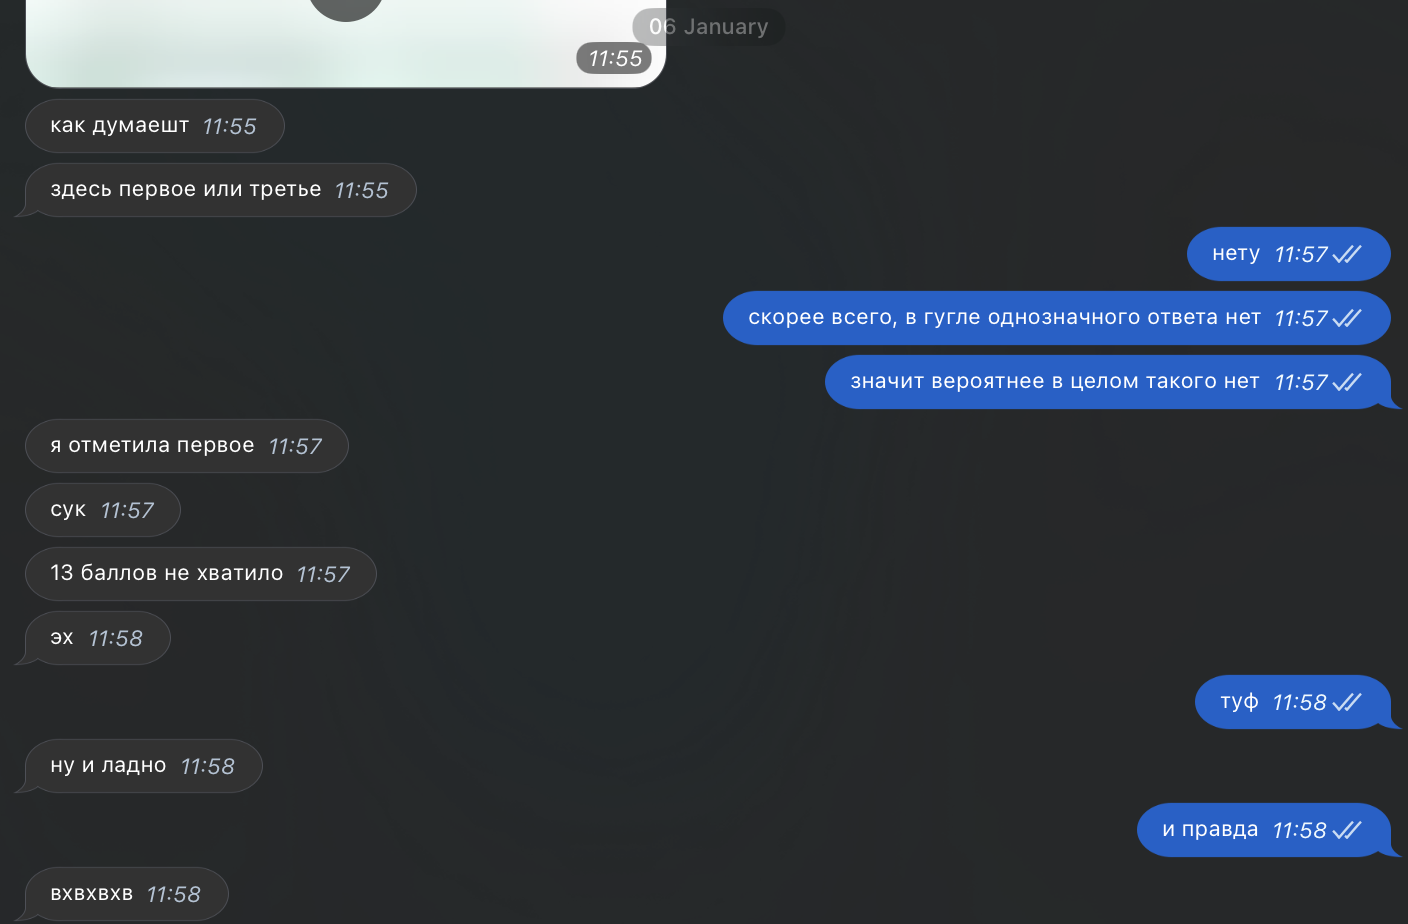 06 January
11:55
как думаешт 11:55
здесь первое или третье 11:55
нету 11:57
скорее всего, в гугле однозначного ответа нет 11:57
значит вероятнее в целом такого нет 11:57
я отметила первое 11:57
сук 11:57
13 баллов не хватило 11:57
эх 11:58
туф 11:58
ну и ладно 11:58
и правда 11:58
вхвхвхв 11:58